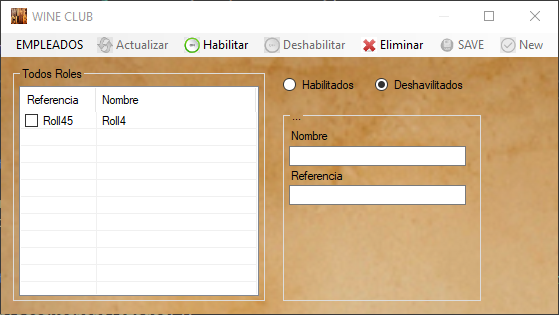 WINE CLUB
EMPLEADOS Actualizar Habilitar Deshabilitar Eliminar SAVE New
Todos Roles
Habilitados Deshavilitados
Referencia Nombre
Roll45 Roll4
...
Nombre
Referencia